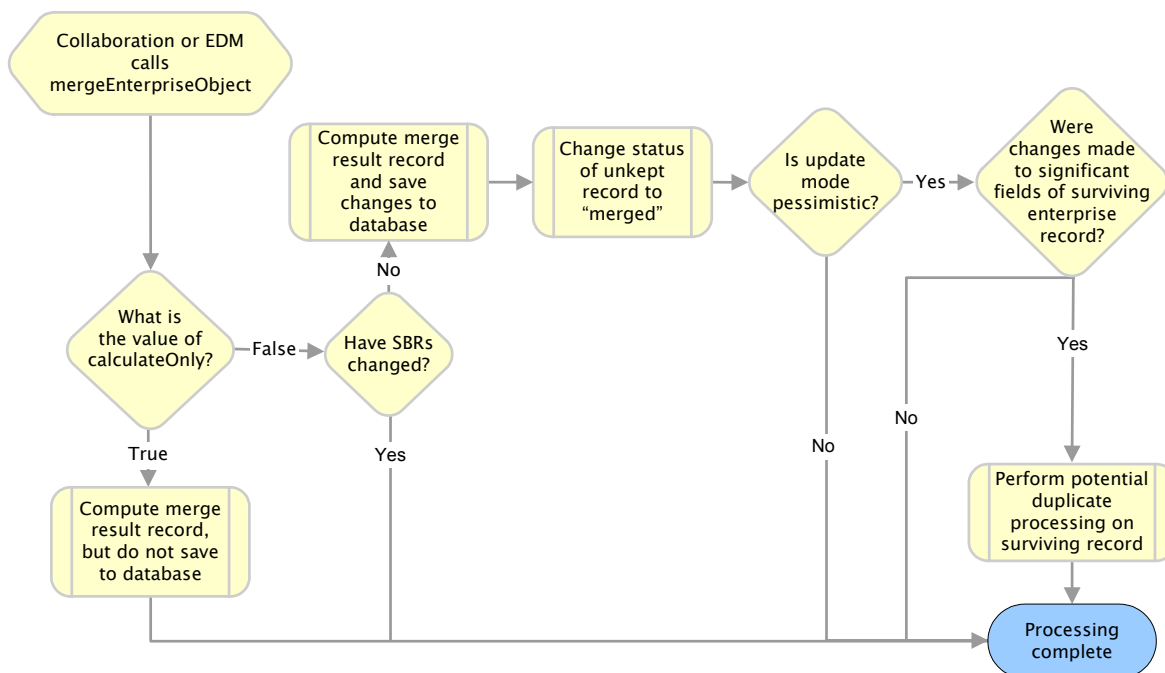 Collaboration or EDM
calls
mergeEnterpriseObject
What is
the value of
calculateOnly?
False
True
Compute merge
result record,
but do not save
to database
Have SBRs
changed?
No
Yes
Compute merge
result record
and save
changes to
database
Change status
of unkept
record to
“merged”
Is update
mode
pessimistic?
Yes
No
Were
changes made
to significant
fields of surviving
enterprise
record?
No
Yes
Perform potential
duplicate
processing on
surviving record
Processing
complete